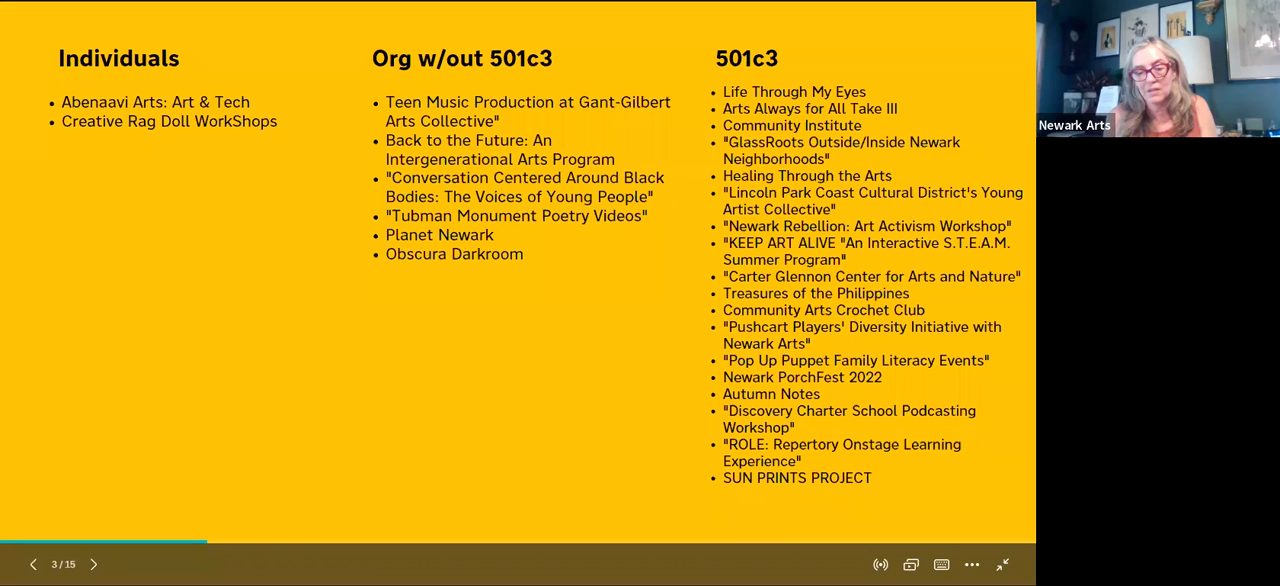 Individuals
• Abenaavi Arts: Art & Tech
• Creative Rag Doll WorkShops
Org w/out 501c3
• Teen Music Production at Gant-Gilbert
Arts Collective"
• Back to the Future: An
Intergenerational Arts Program
• "Conversation Centered Around Black
Bodies: The Voices of Young People"
• "Tubman Monument Poetry Videos"
• Planet Newark
• Obscura Darkroom
501c3
• Life Through My Eyes
• Arts Always for All Take III
• Community Institute
• "GlassRoots Outside/Inside Newark
Neighborhoods"
• Healing Through the Arts
• "Lincoln Park Coast Cultural District's Young
Artist Collective"
• "Newark Rebellion: Art Activism Workshop"
• "KEEP ART ALIVE "An Interactive S.T.E.A.M.
Summer Program"
• "Carter Glennon Center for Arts and Nature"
• Treasures of the Philippines
• Community Arts Crochet Club
• "Pushcart Players' Diversity Initiative with
Newark Arts"
• "Pop Up Puppet Family Literacy Events"
• Newark PorchFest 2022
• Autumn Notes
• "Discovery Charter School Podcasting
Workshop"
• "ROLE: Repertory Onstage Learning
Experience"
• SUN PRINTS PROJECT
Newark Arts
3 / 15